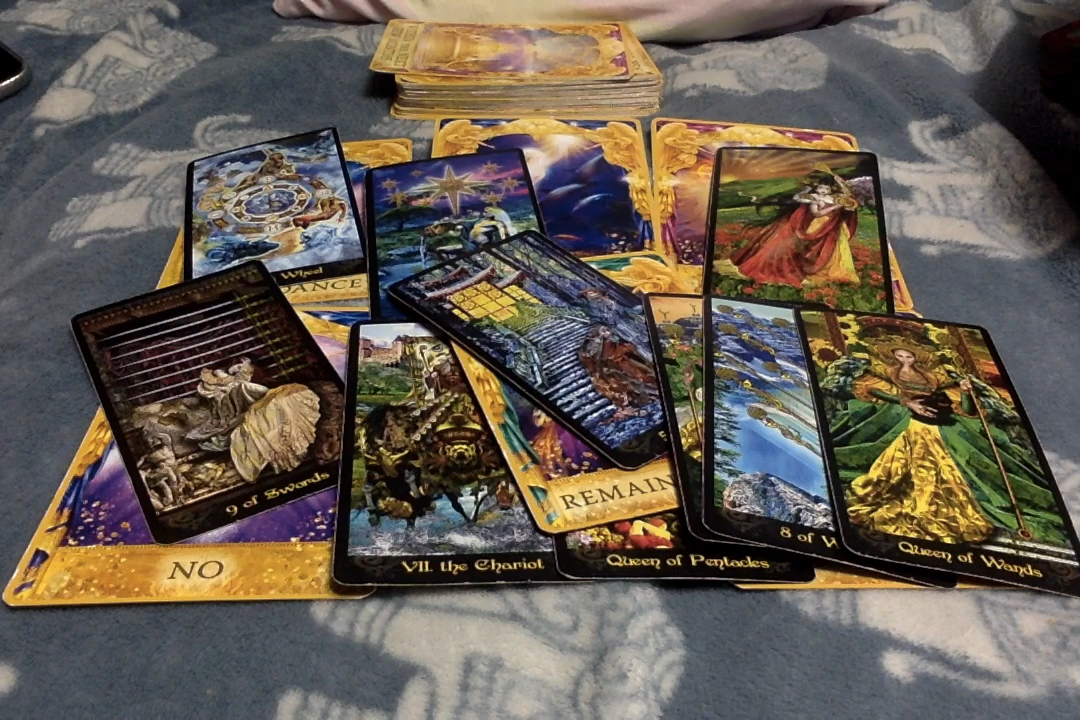 Wheel
ANCE
9 of Swords
NO
VII. the Chariot
REMAIN
Queen of Pentacles
8 of W
Queen of Wands